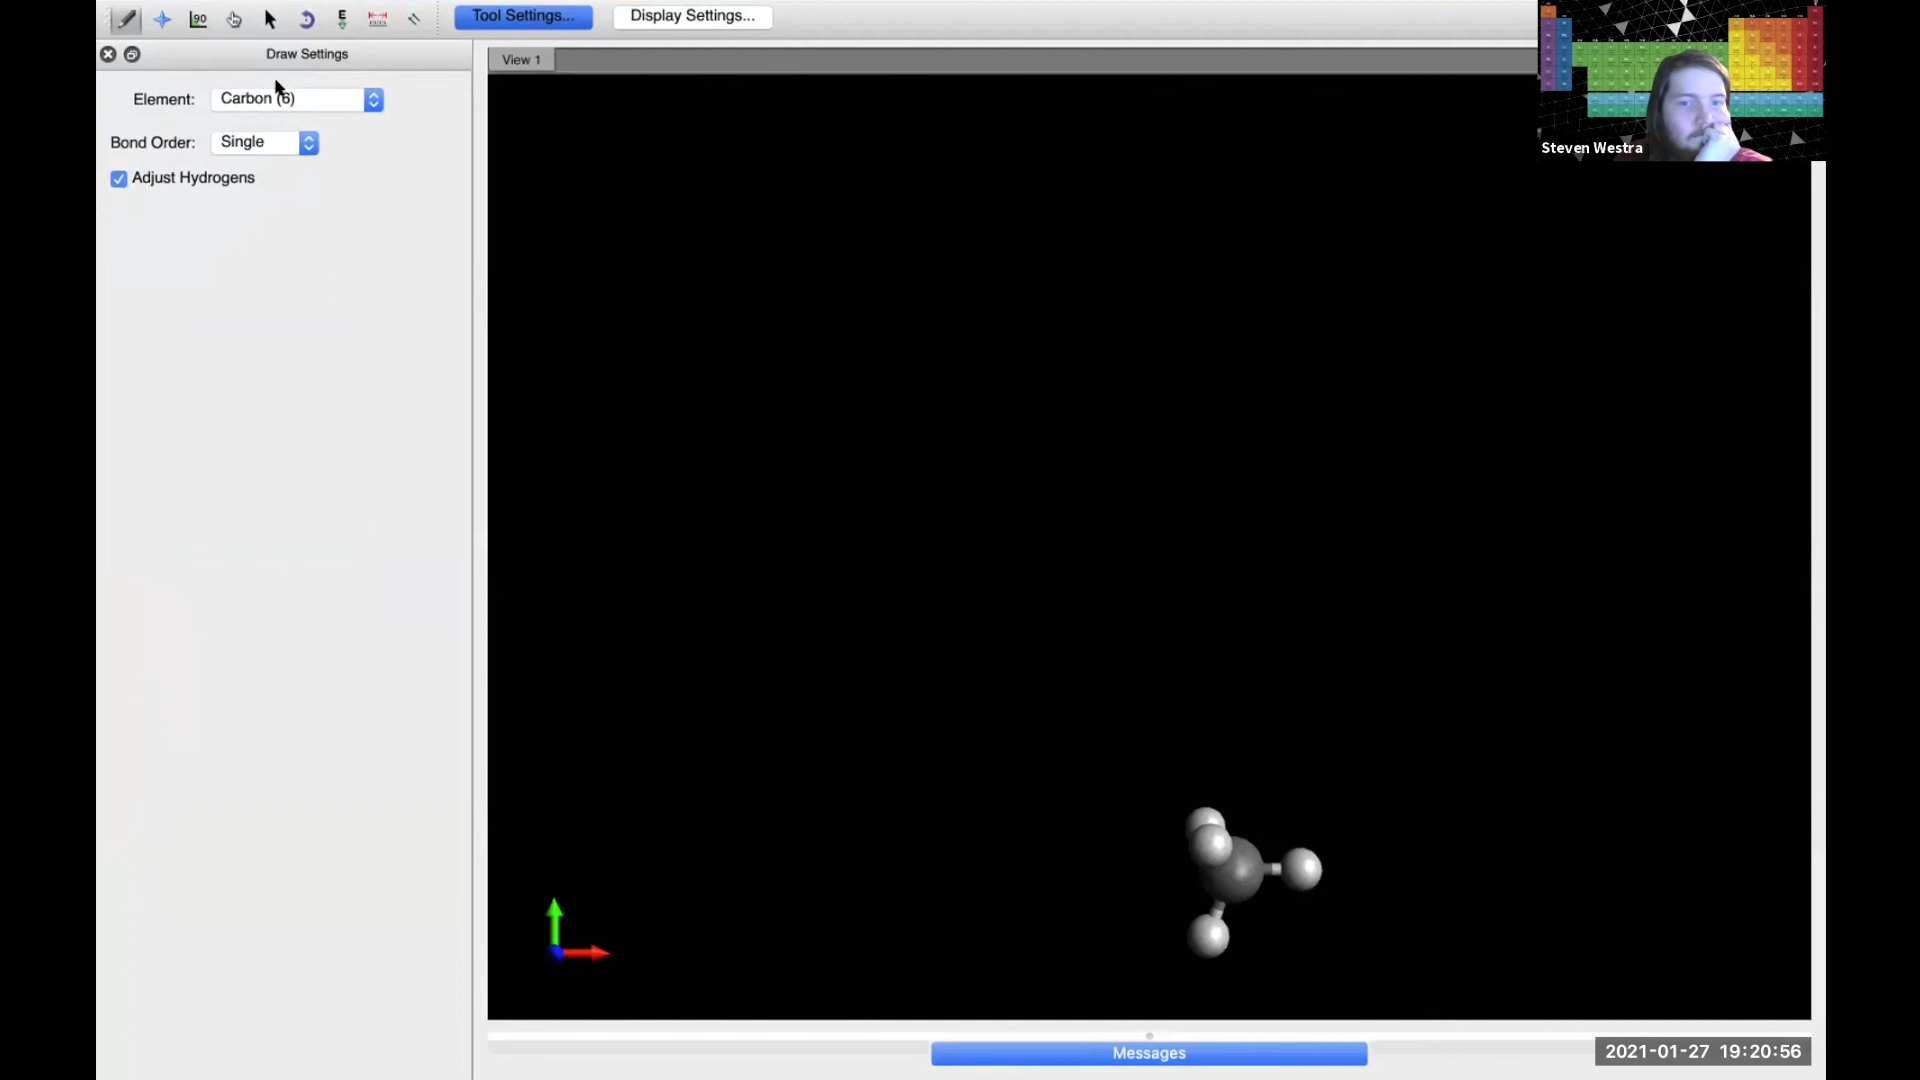 90
E
Tool Settings...
Display Settings...
Draw Settings
View 1
Element:
Carbon (6)
Bond Order:
Single
Adjust Hydrogens
Steven Westra
Messages
2021-01-27 19:20:56